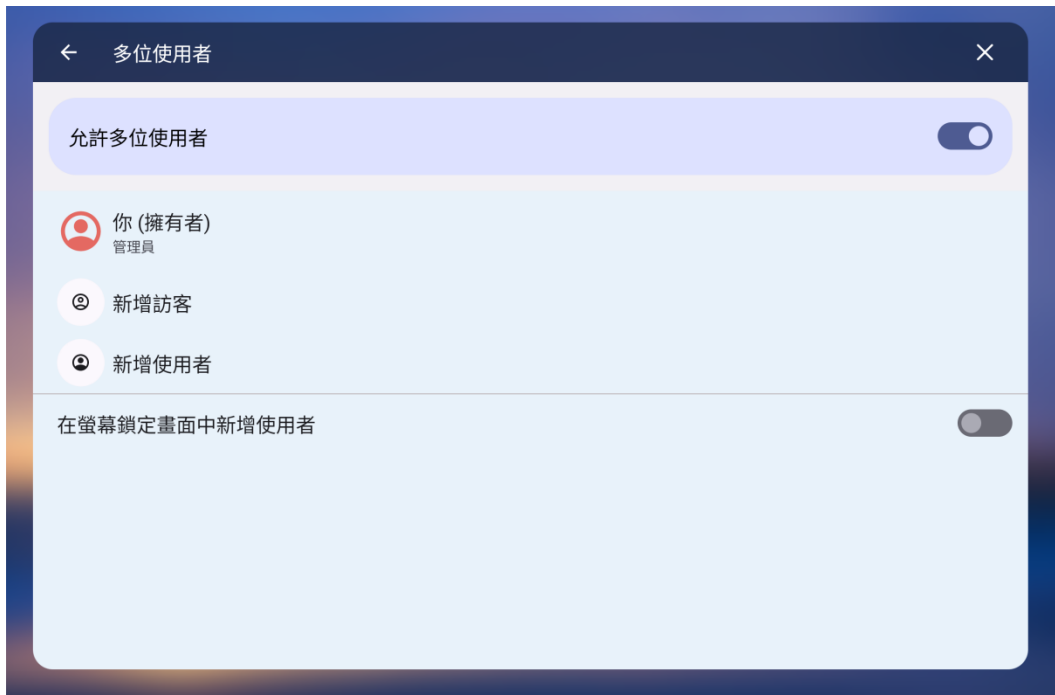 多位使用者
允許多位使用者
你 (擁有者)
管理員
新增訪客
新增使用者
在螢幕鎖定畫面中新增使用者